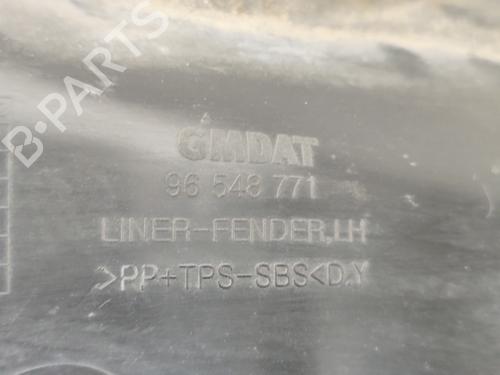 B-PARTS
GMDAT
96 548 771
LINER-FENDER,LH
>PP+TPS-SBS<D.Y